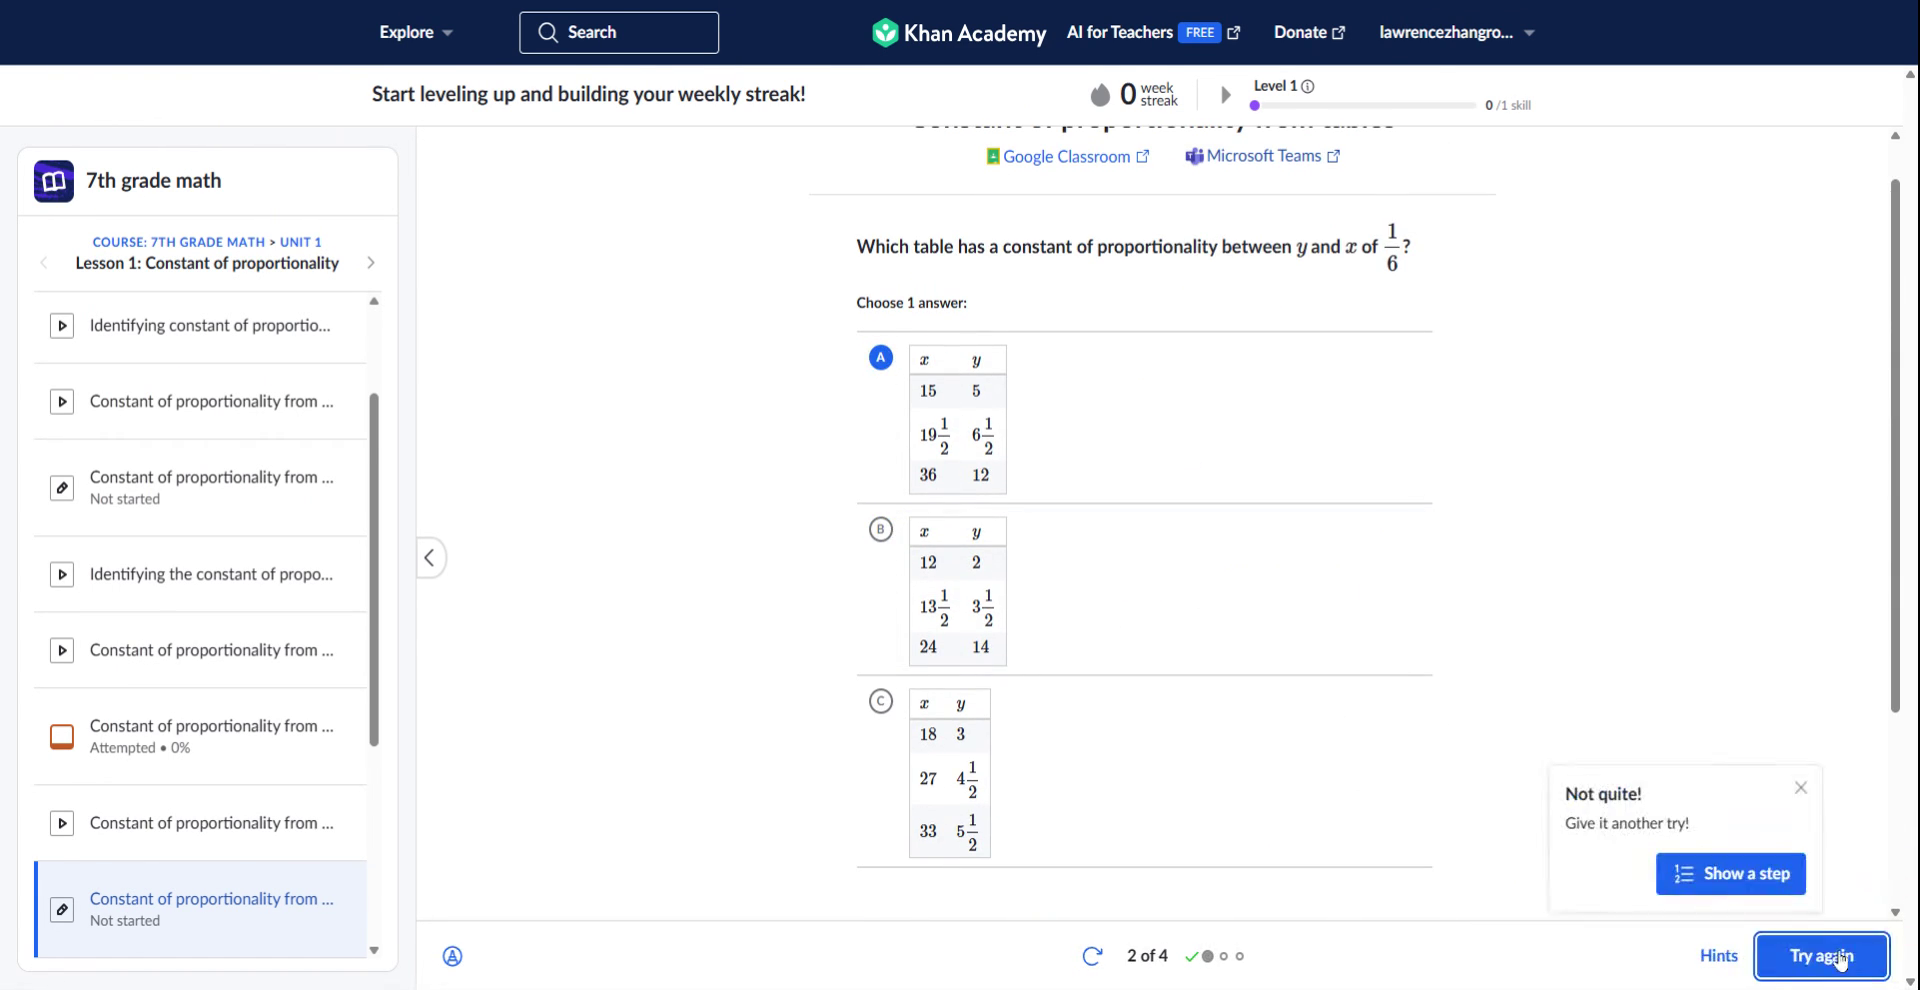 Explore
Search
Khan Academy
AI for Teachers FREE
Donate
lawrencezhangro...
Start leveling up and building your weekly streak!
0 week streak
Level 1
0 /1 skill
7th grade math
COURSE: 7TH GRADE MATH > UNIT 1
Lesson 1: Constant of proportionality
Identifying constant of proportio...
Constant of proportionality from ...
Constant of proportionality from ...
Not started
Identifying the constant of propo...
Constant of proportionality from ...
Constant of proportionality from ...
Attempted • 0%
Constant of proportionality from ...
Constant of proportionality from ...
Not started
Constant of proportionality from tables
Google Classroom
Microsoft Teams
Which table has a constant of proportionality between y and x of 1/6?
Choose 1 answer:
A
x y
15 5
19 1/2 6 1/2
36 12
B
x y
12 2
13 1/2 3 1/2
24 14
C
x y
18 3
27 4 1/2
33 5 1/2
Not quite!
Give it another try!
Show a step
2 of 4
Hints
Try again